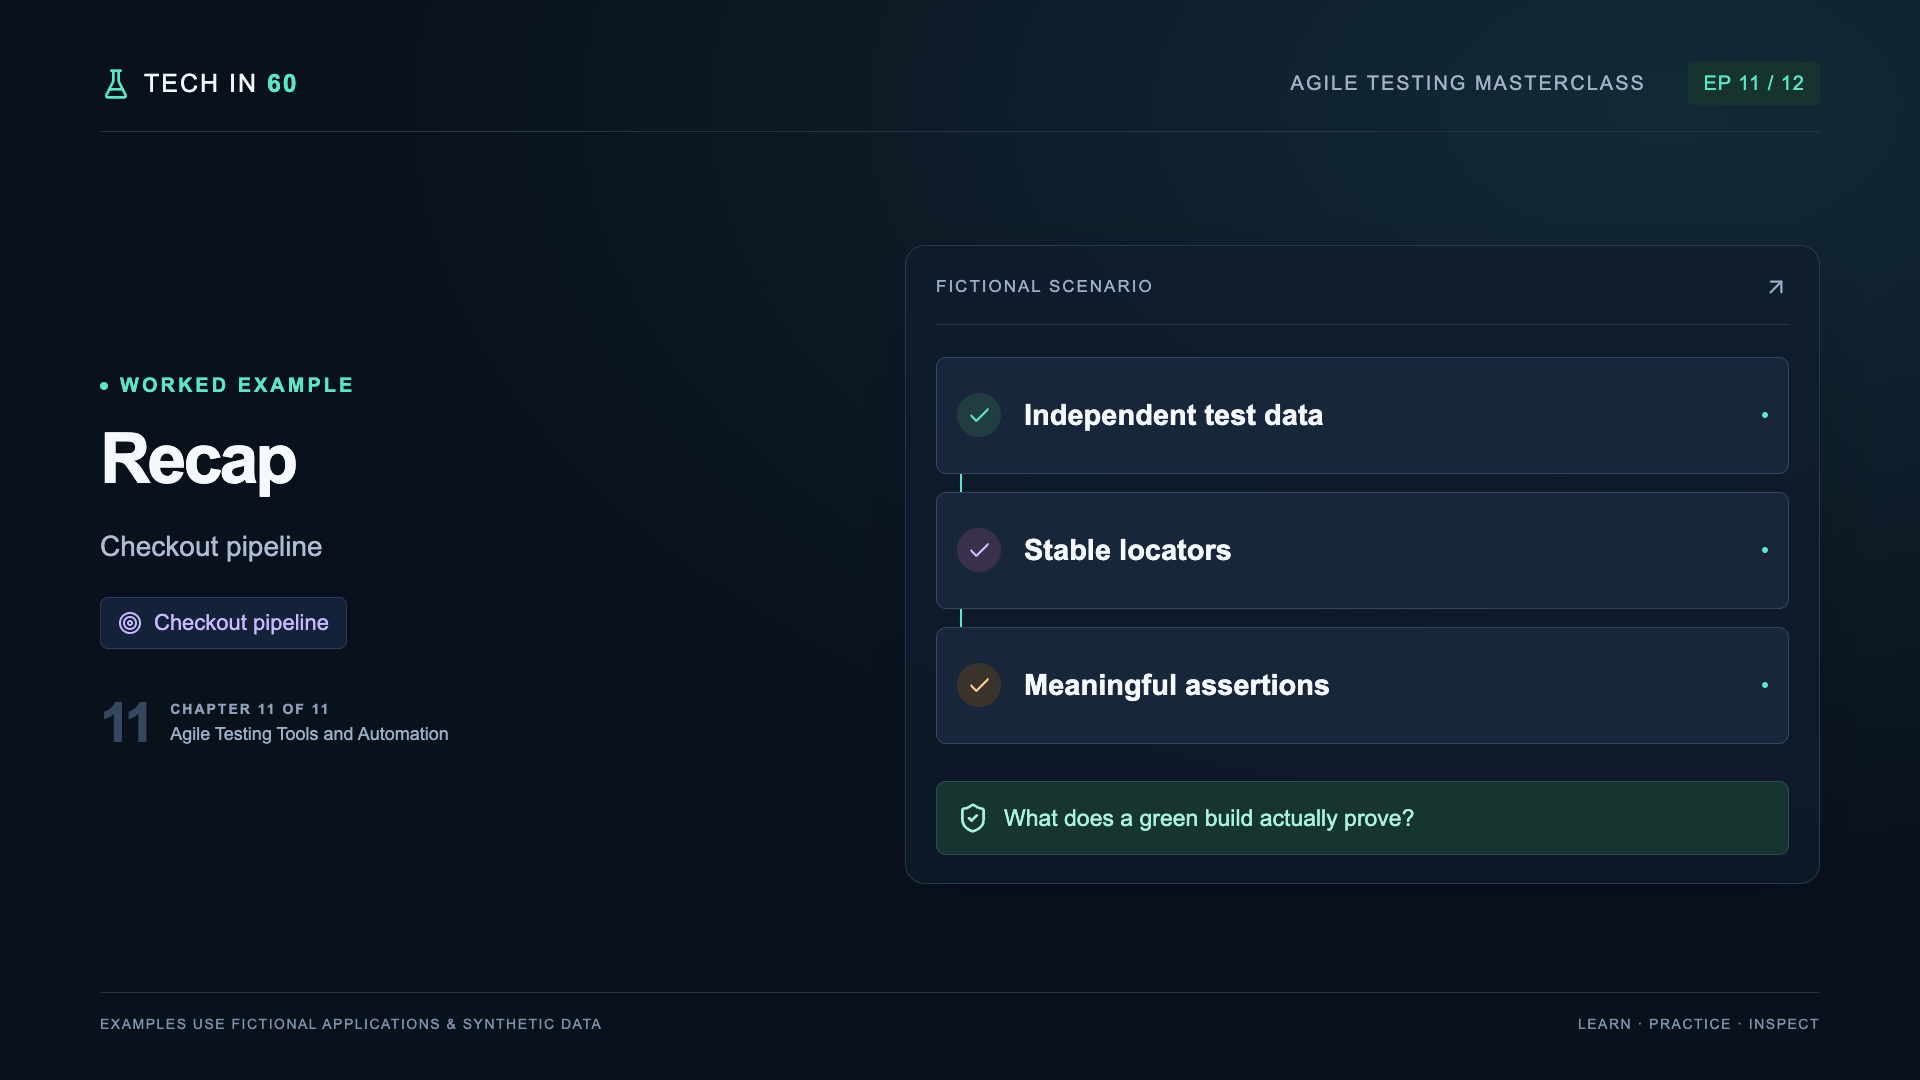 TECH IN 60
AGILE TESTING MASTERCLASS
EP 11 / 12
WORKED EXAMPLE
Recap
Checkout pipeline
Checkout pipeline
11
CHAPTER 11 OF 11
Agile Testing Tools and Automation
FICTIONAL SCENARIO
Independent test data
Stable locators
Meaningful assertions
What does a green build actually prove?
EXAMPLES USE FICTIONAL APPLICATIONS & SYNTHETIC DATA
LEARN · PRACTICE · INSPECT